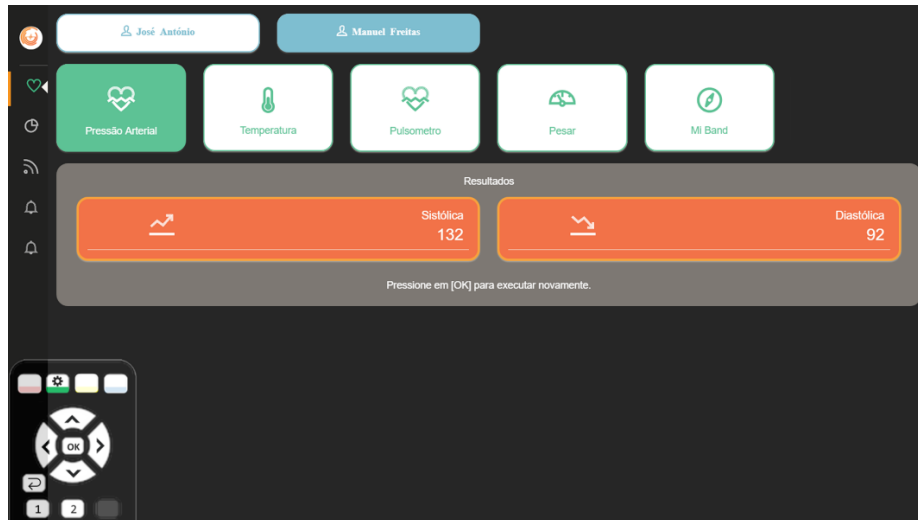 José António
Manuel Freitas
Pressão Arterial
Temperatura
Pulsometro
Pesar
Mi Band
Resultados
Sistólica
132
Diastólica
92
Pressione em [OK] para executar novamente.
OK
1
2